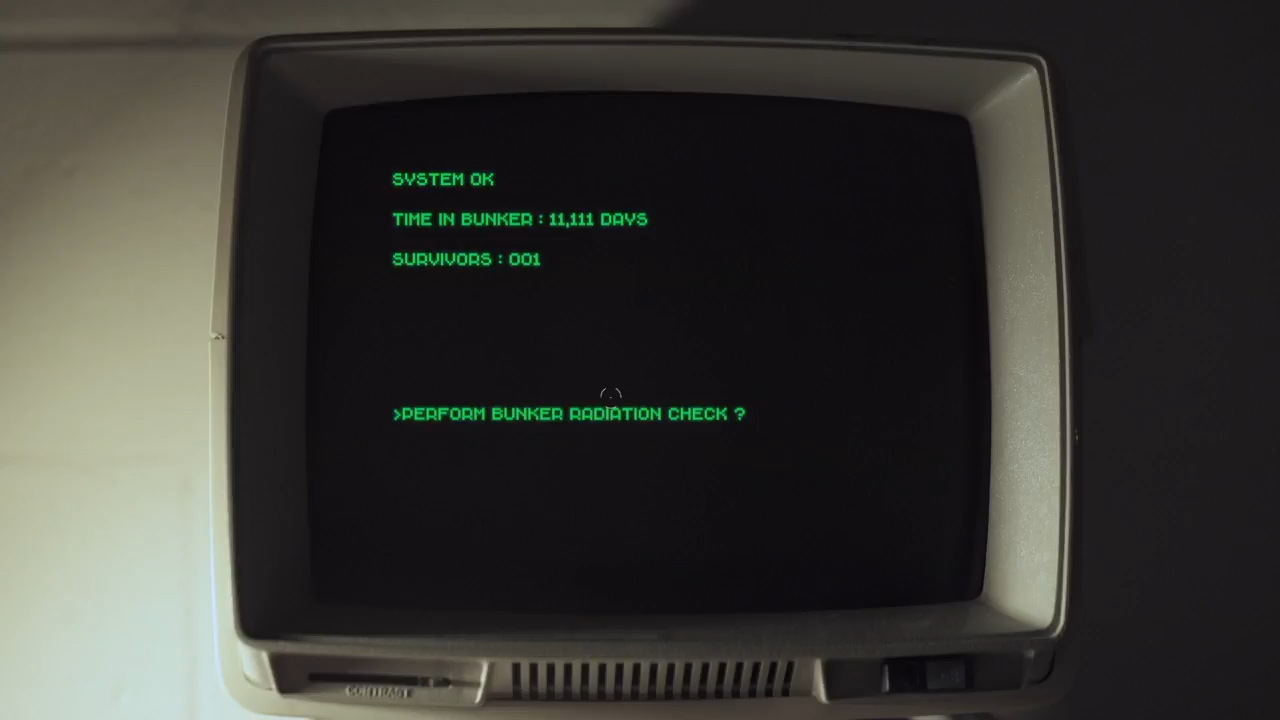 SYSTEM OK
TIME IN BUNKER : 11,111 DAYS
SURVIVORS : 001
>PERFORM BUNKER RADIATION CHECK ?
CONTRAST